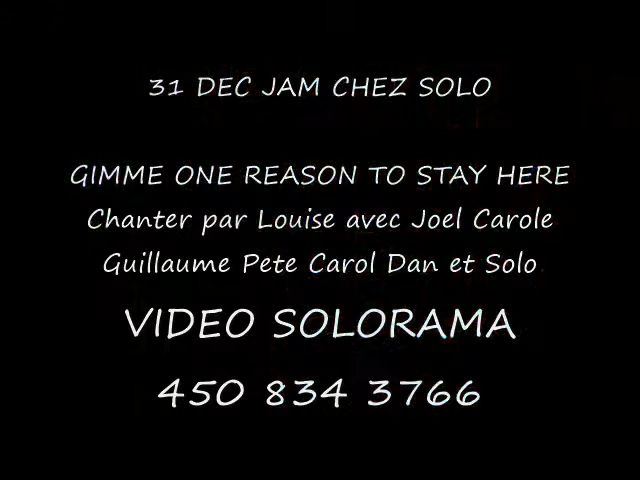 31 DEC JAM CHEZ SOLO
GIMME ONE REASON TO STAY HERE
Chanter par Louise avec Joel Carole
Guillaume Pete Carol Dan et Solo
VIDEO SOLORAMA
450 834 3766